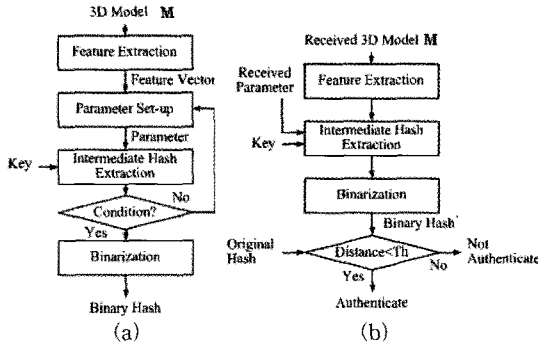 3D Model M
Feature Extraction
Feature Vector
Parameter Set-up
Parameter
Key
Intermediate Hash
Extraction
No
Condition?
Yes
Binarization
Binary Hash
(a)
Received 3D Model M
Received
Parameter
Feature Extraction
Key
Intermediate Hash
Extraction
Binarization
Binary Hash'
Original
Hash
Distance<Th
Not
Authenticate
No
Yes
Authenticate
(b)